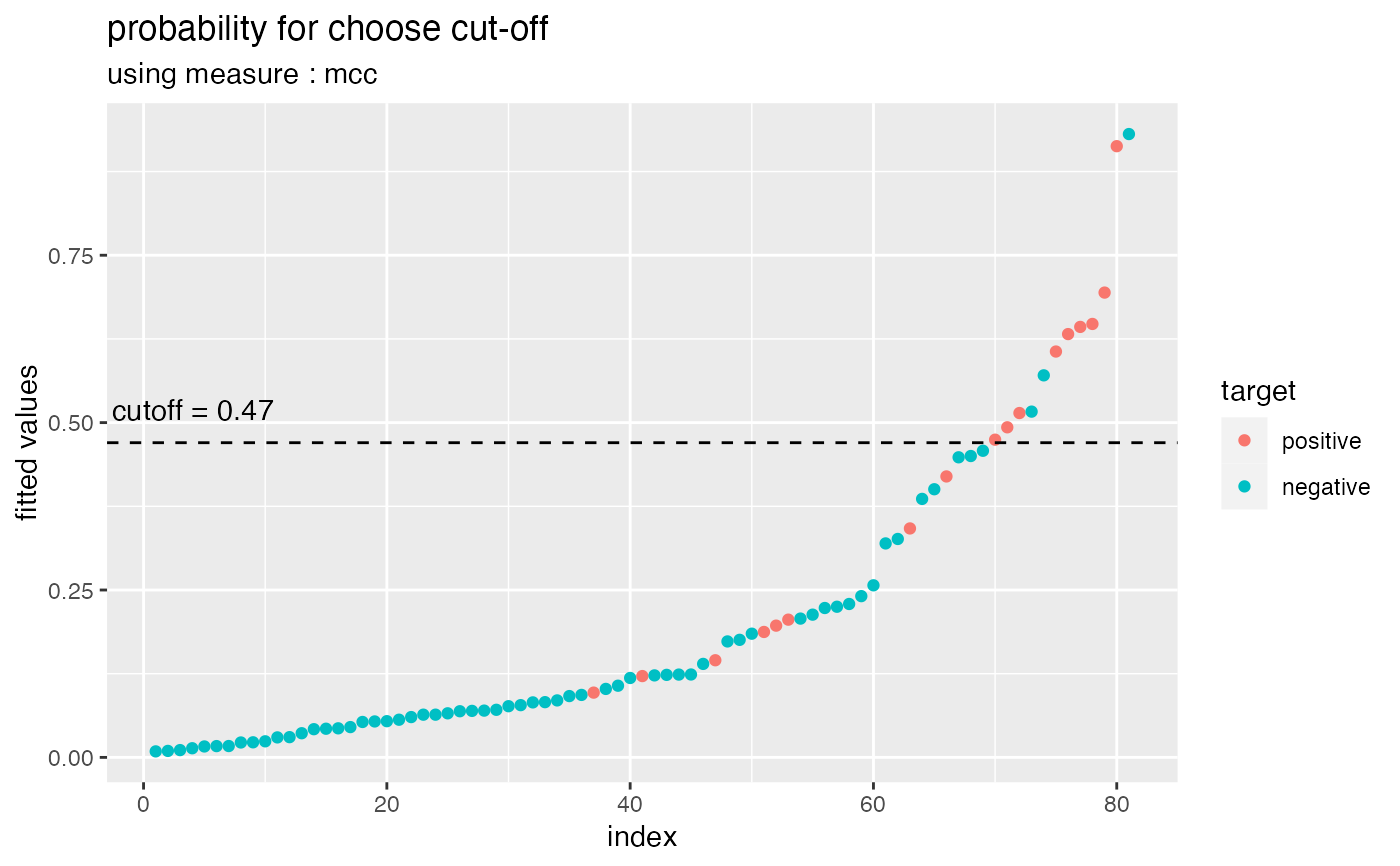 probability for choose cut-off
using measure : mcc
fitted values
0.75
0.50
0.25
0.00
cutoff = 0.47
0
20
40
60
80
index
target
positive
negative